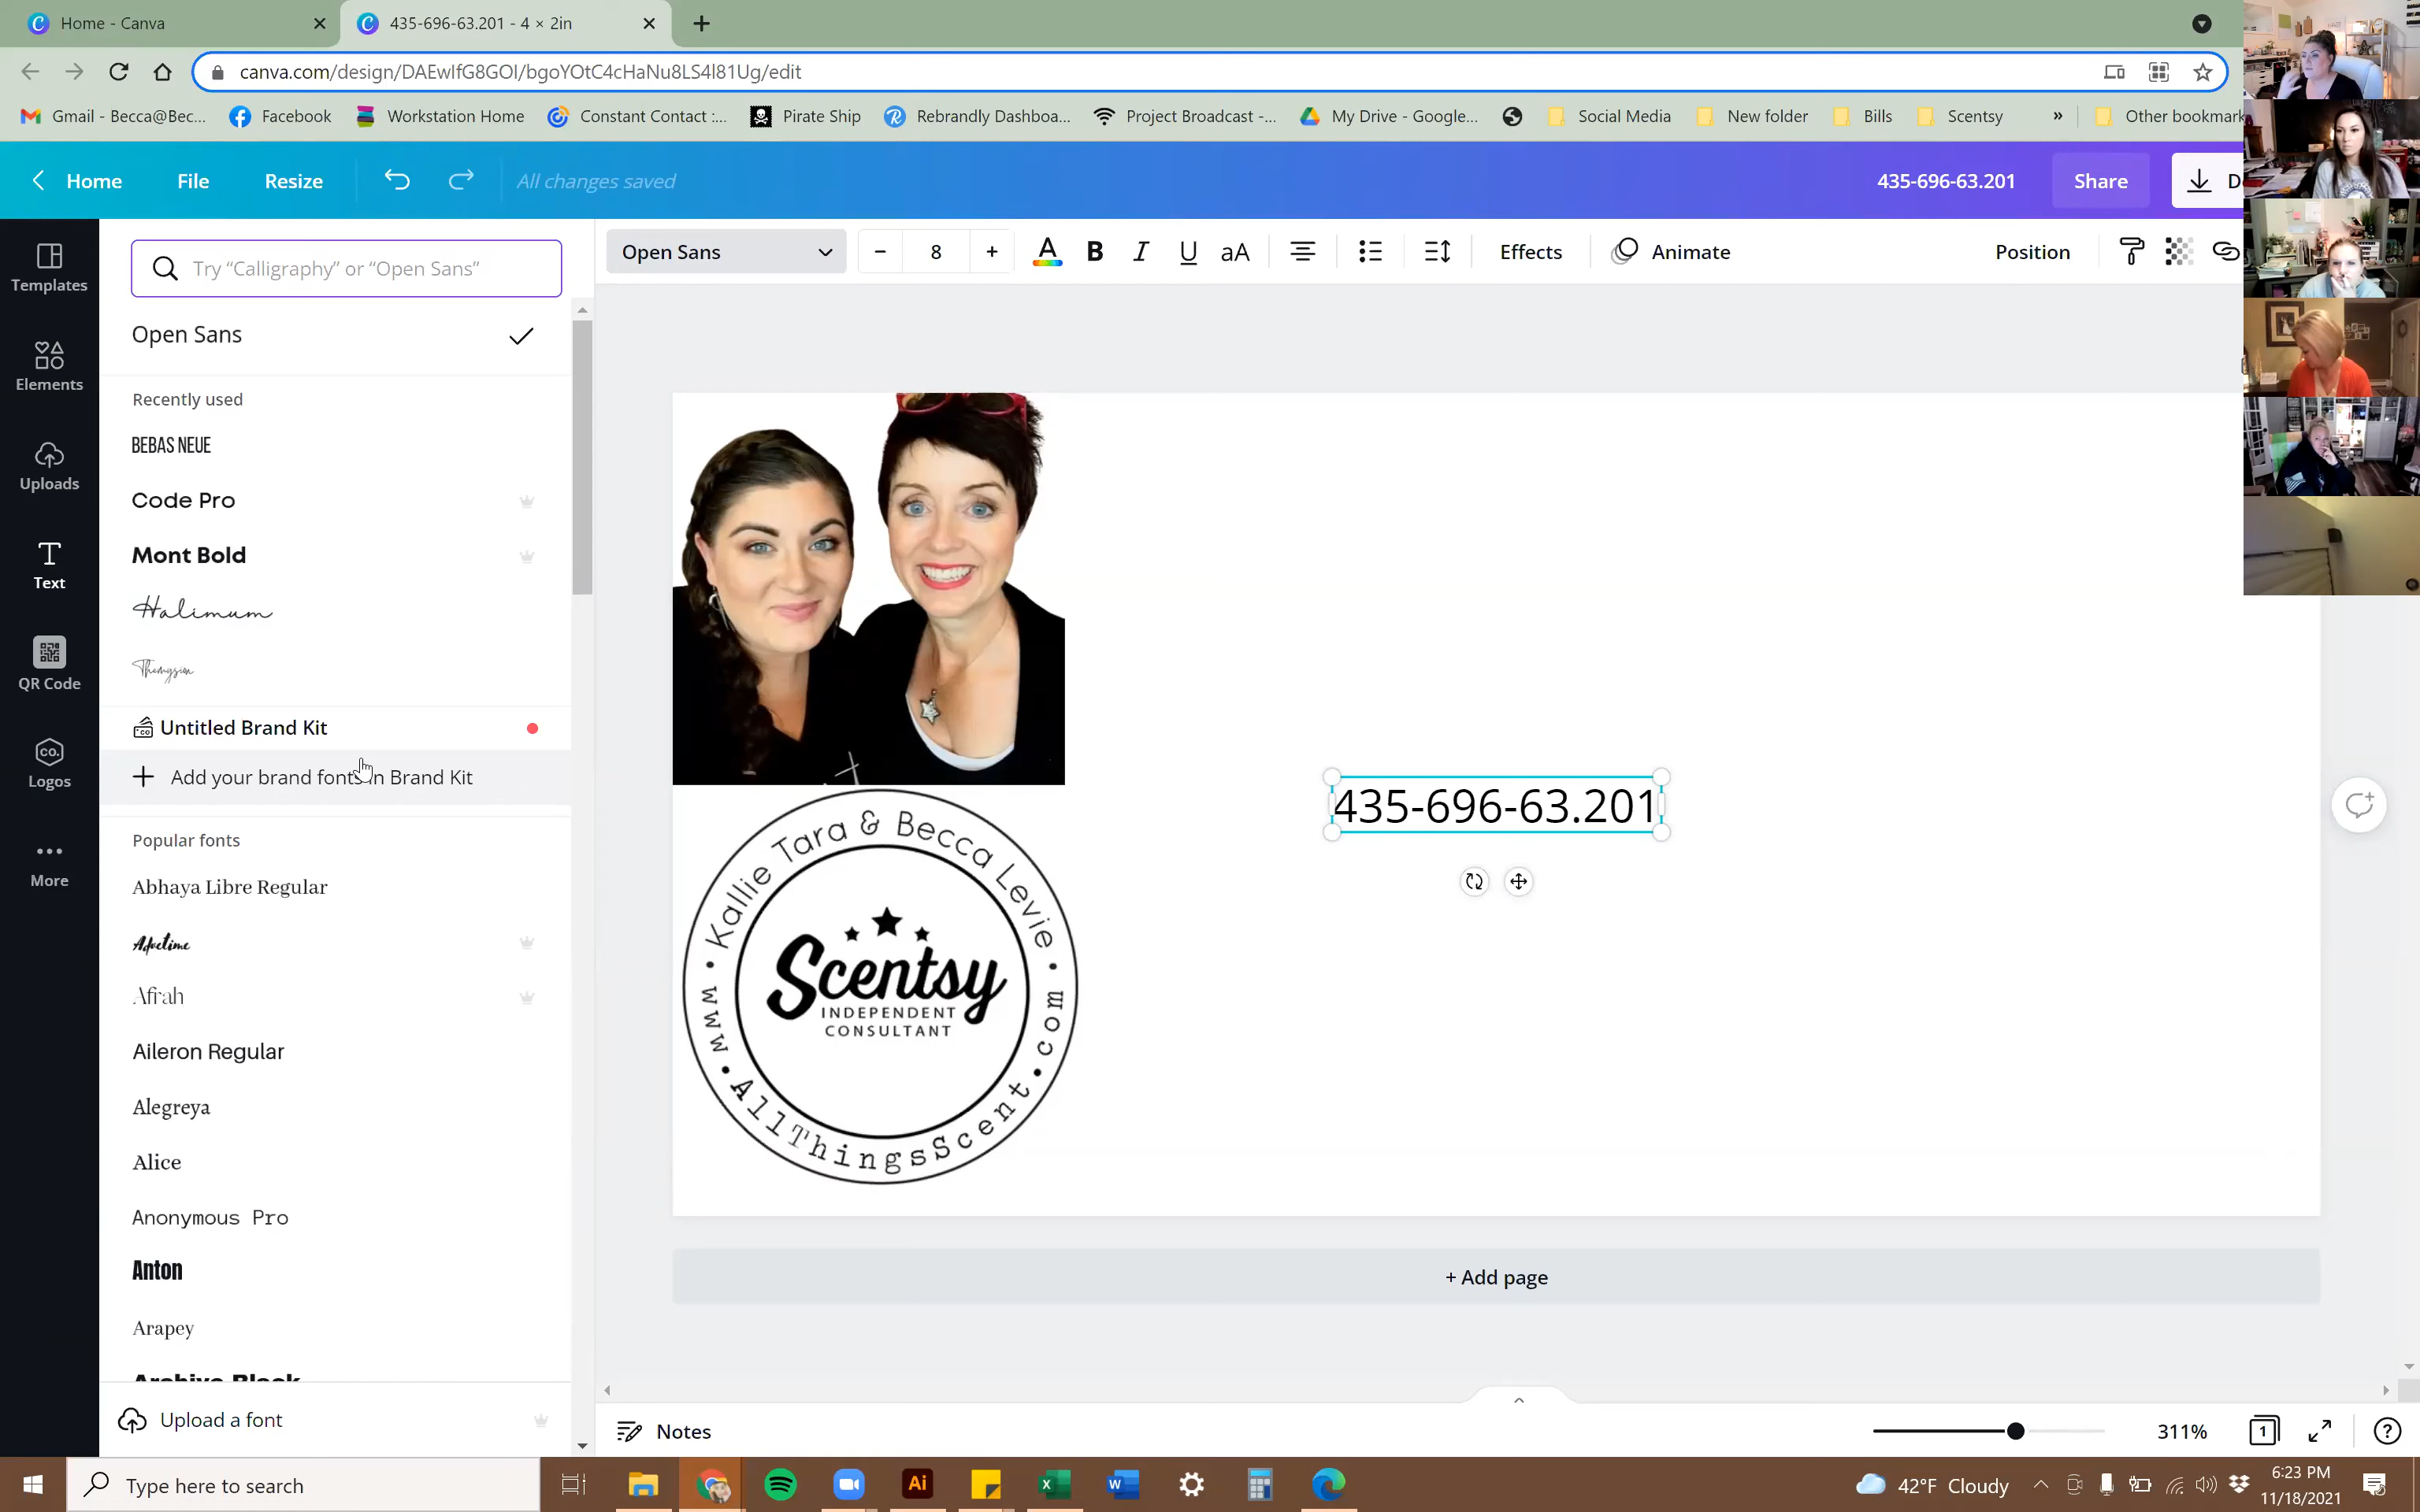 Home - Canva
435-696-63.201 - 4 × 2in
canva.com/design/DAEwIfG8GOI/bgoYOtC4cHaNu8LS4l81Ug/edit
Gmail - Becca@Bec...
Facebook
Workstation Home
Constant Contact :...
Pirate Ship
Rebrandly Dashboa...
Project Broadcast -...
My Drive - Google...
Social Media
New folder
Bills
Scentsy
»
Other bookmark
Home
File
Resize
All changes saved
435-696-63.201
Share
Templates
Elements
Uploads
Text
QR Code
Logos
More
Try “Calligraphy” or “Open Sans”
Open Sans
Recently used
BEBAS NEUE
Code Pro
Mont Bold
Halimum
Thomyson
Untitled Brand Kit
+ Add your brand fonts in Brand Kit
Popular fonts
Abhaya Libre Regular
Advetime
Afrah
Aileron Regular
Alegreya
Alice
Anonymous Pro
Anton
Arapey
Archivo Black
Upload a font
Open Sans
− 8 +
A B I U aA
Effects
Animate
Position
435-696-63.201
Kallie Tara & Becca Levie
Scentsy
INDEPENDENT
CONSULTANT
www.AllThingsScent.com
+ Add page
Notes
311%
1
?
Type here to search
Ai
42°F Cloudy
6:23 PM
11/18/2021